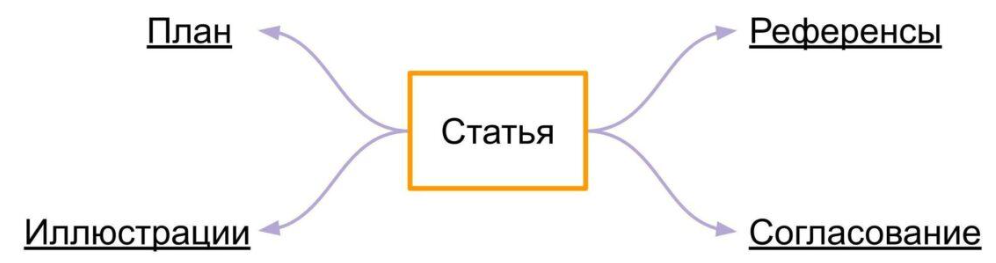 План
Референсы
Статья
Иллюстрации
Согласование